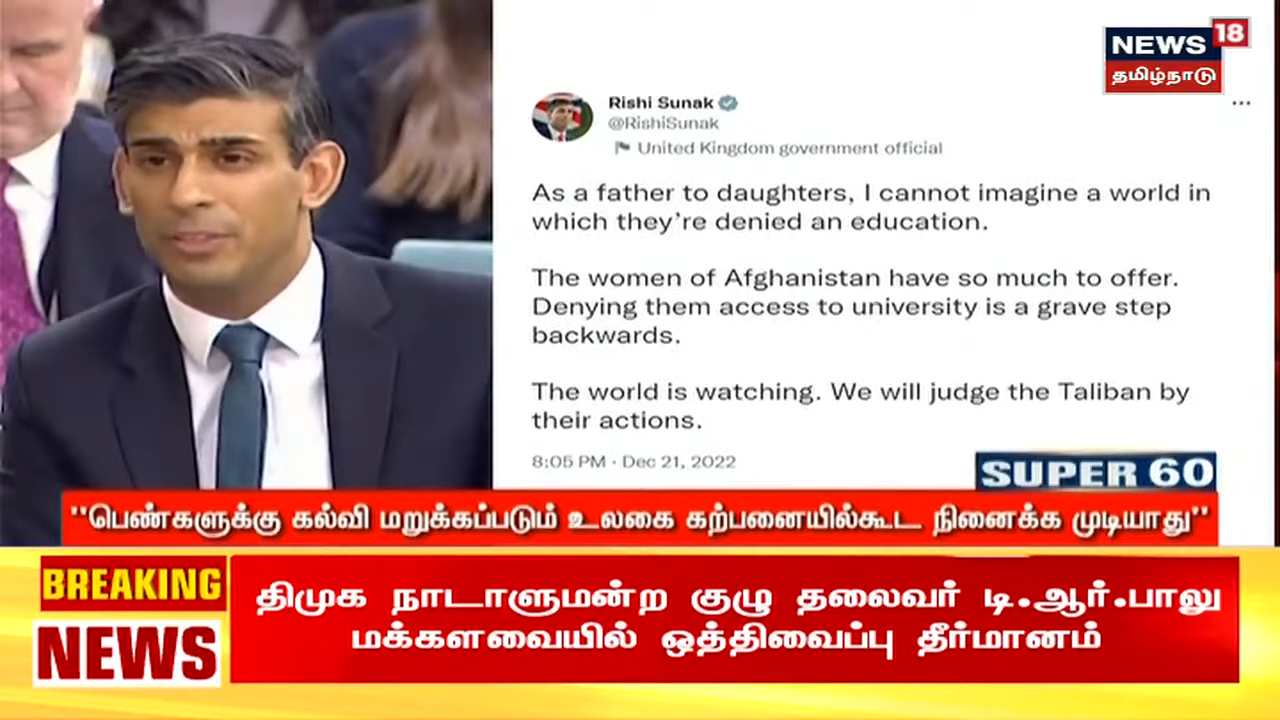 NEWS 18
தமிழ்நாடு
Rishi Sunak
@RishiSunak
United Kingdom government official
As a father to daughters, I cannot imagine a world in
which they're denied an education.
The women of Afghanistan have so much to offer.
Denying them access to university is a grave step
backwards.
The world is watching. We will judge the Taliban by
their actions.
8:05 PM · Dec 21, 2022
SUPER 60
"பெண்களுக்கு கல்வி மறுக்கப்படும் உலகை கற்பனையில்கூட நினைக்க முடியாது"
BREAKING
NEWS
திமுக நாடாளுமன்ற குழு தலைவர் டி.ஆர்.பாலு
மக்களவையில் ஒத்திவைப்பு தீர்மானம்